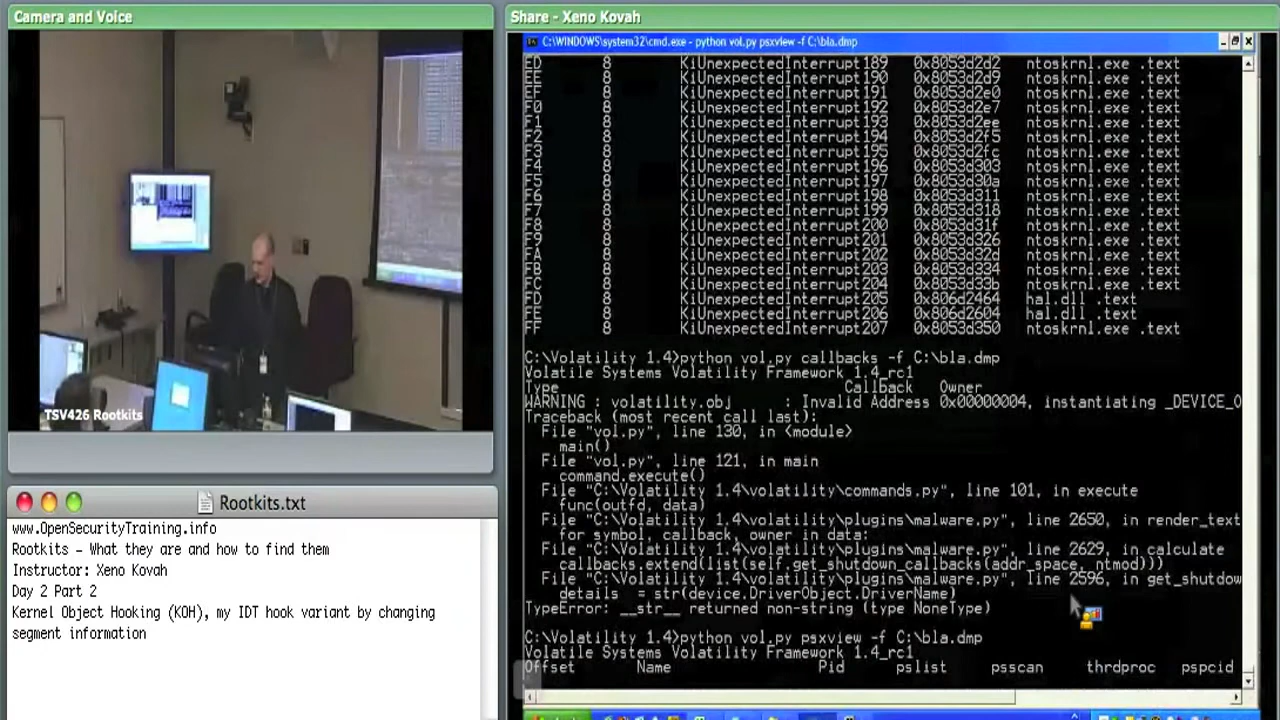 Camera and Voice
TSV426 Rootkits
Rootkits.txt
www.OpenSecurityTraining.info
Rootkits – What they are and how to find them
Instructor: Xeno Kovah
Day 2 Part 2
Kernel Object Hooking (KOH), my IDT hook variant by changing
segment information
Share - Xeno Kovah
C:\WINDOWS\system32\cmd.exe - python vol.py psxview -f C:\bla.dmp
ED 8 KiUnexpectedInterrupt189 0x8053d2d2 ntoskrnl.exe .text
EE 8 KiUnexpectedInterrupt190 0x8053d2d9 ntoskrnl.exe .text
EF 8 KiUnexpectedInterrupt191 0x8053d2e0 ntoskrnl.exe .text
F0 8 KiUnexpectedInterrupt192 0x8053d2e7 ntoskrnl.exe .text
F1 8 KiUnexpectedInterrupt193 0x8053d2ee ntoskrnl.exe .text
F2 8 KiUnexpectedInterrupt194 0x8053d2f5 ntoskrnl.exe .text
F3 8 KiUnexpectedInterrupt195 0x8053d2fc ntoskrnl.exe .text
F4 8 KiUnexpectedInterrupt196 0x8053d303 ntoskrnl.exe .text
F5 8 KiUnexpectedInterrupt197 0x8053d30a ntoskrnl.exe .text
F6 8 KiUnexpectedInterrupt198 0x8053d311 ntoskrnl.exe .text
F7 8 KiUnexpectedInterrupt199 0x8053d318 ntoskrnl.exe .text
F8 8 KiUnexpectedInterrupt200 0x8053d31f ntoskrnl.exe .text
F9 8 KiUnexpectedInterrupt201 0x8053d326 ntoskrnl.exe .text
FA 8 KiUnexpectedInterrupt202 0x8053d32d ntoskrnl.exe .text
FB 8 KiUnexpectedInterrupt203 0x8053d334 ntoskrnl.exe .text
FC 8 KiUnexpectedInterrupt204 0x8053d33b ntoskrnl.exe .text
FD 8 KiUnexpectedInterrupt205 0x806d2464 hal.dll .text
FE 8 KiUnexpectedInterrupt206 0x806d2604 hal.dll .text
FF 8 KiUnexpectedInterrupt207 0x8053d350 ntoskrnl.exe .text
C:\Volatility 1.4>python vol.py callbacks -f C:\bla.dmp
Volatile Systems Volatility Framework 1.4_rc1
Type Callback Owner
WARNING : volatility.obj : Invalid Address 0x00000004, instantiating _DEVICE_O
Traceback (most recent call last):
File "vol.py", line 130, in <module>
main()
File "vol.py", line 121, in main
command.execute()
File "C:\Volatility 1.4\volatility\commands.py", line 101, in execute
func(outfd, data)
File "C:\Volatility 1.4\volatility\plugins\malware.py", line 2650, in render_text
for symbol, callback, owner in data:
File "C:\Volatility 1.4\volatility\plugins\malware.py", line 2629, in calculate
callbacks.extend(list(self.get_shutdown_callbacks(addr_space, ntmod)))
File "C:\Volatility 1.4\volatility\plugins\malware.py", line 2596, in get_shutdow
details = str(device.DriverObject.DriverName)
TypeError: __str__ returned non-string (type NoneType)
C:\Volatility 1.4>python vol.py psxview -f C:\bla.dmp
Volatile Systems Volatility Framework 1.4_rc1
Offset Name Pid pslist psscan thrdproc pspcid